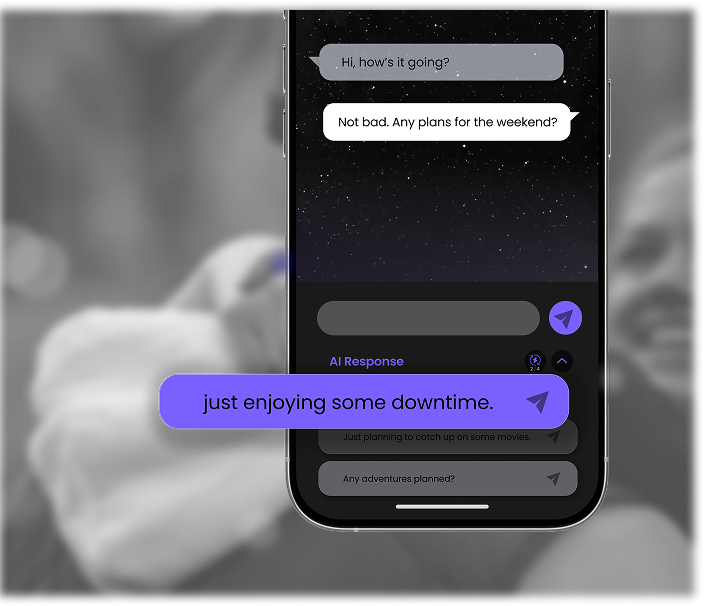 Hi, how's it going?
Not bad. Any plans for the weekend?
AI Response
2/4
just enjoying some downtime.
Just planning to catch up on some movies.
Any adventures planned?